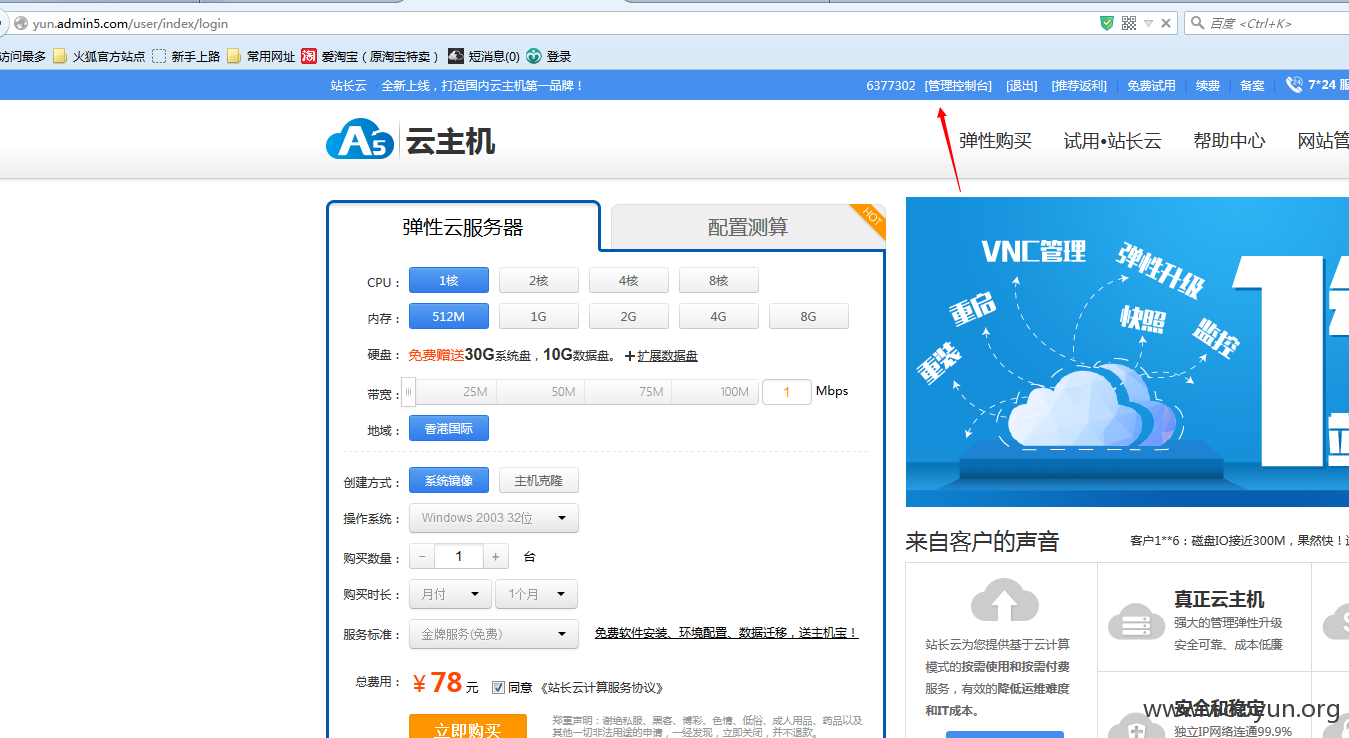 yun.admin5.com/user/index/login
百度 <Ctrl+K>
访问最多 火狐官方站点 新手上路 常用网址 淘 爱淘宝（原淘宝特卖） 短消息(0) 登录
站长云 全新上线，打造国内云主机第一品牌！
6377302 [管理控制台] [退出] [推荐返利] 免费试用 续费 备案 24 7*24 服
A5 云主机
弹性购买 试用•站长云 帮助中心 网站管
弹性云服务器
配置测算
HOT
CPU： 1核 2核 4核 8核
内存： 512M 1G 2G 4G 8G
硬盘： 免费赠送30G系统盘，10G数据盘。 +扩展数据盘
带宽： 25M 50M 75M 100M 1 Mbps
地域： 香港国际
创建方式： 系统镜像 主机克隆
操作系统： Windows 2003 32位
购买数量： − 1 + 台
购买时长： 月付 1个月
服务标准： 金牌服务(免费) 免费软件安装、环境配置、数据迁移，送主机宝！
总费用： ￥78 元 同意 《站长云计算服务协议》
立即购买
郑重声明：谢绝私服、黑客、博彩、色情、低俗、成人用品、药品以及
其他一切非法用途的申请，一经发现，立即关闭，并不退款。
VNC管理
弹性升级
重启
快照
监控
重装
1
来自客户的声音
客户1**6：磁盘IO接近300M，果然快！
站长云为您提供基于云计算
模式的按需使用和按需付费
服务，有效的降低运维难度
和IT成本。
真正云主机
强大的管理弹性升级
安全可靠、成本低廉
安全和稳定
独立IP网络连通99.9%